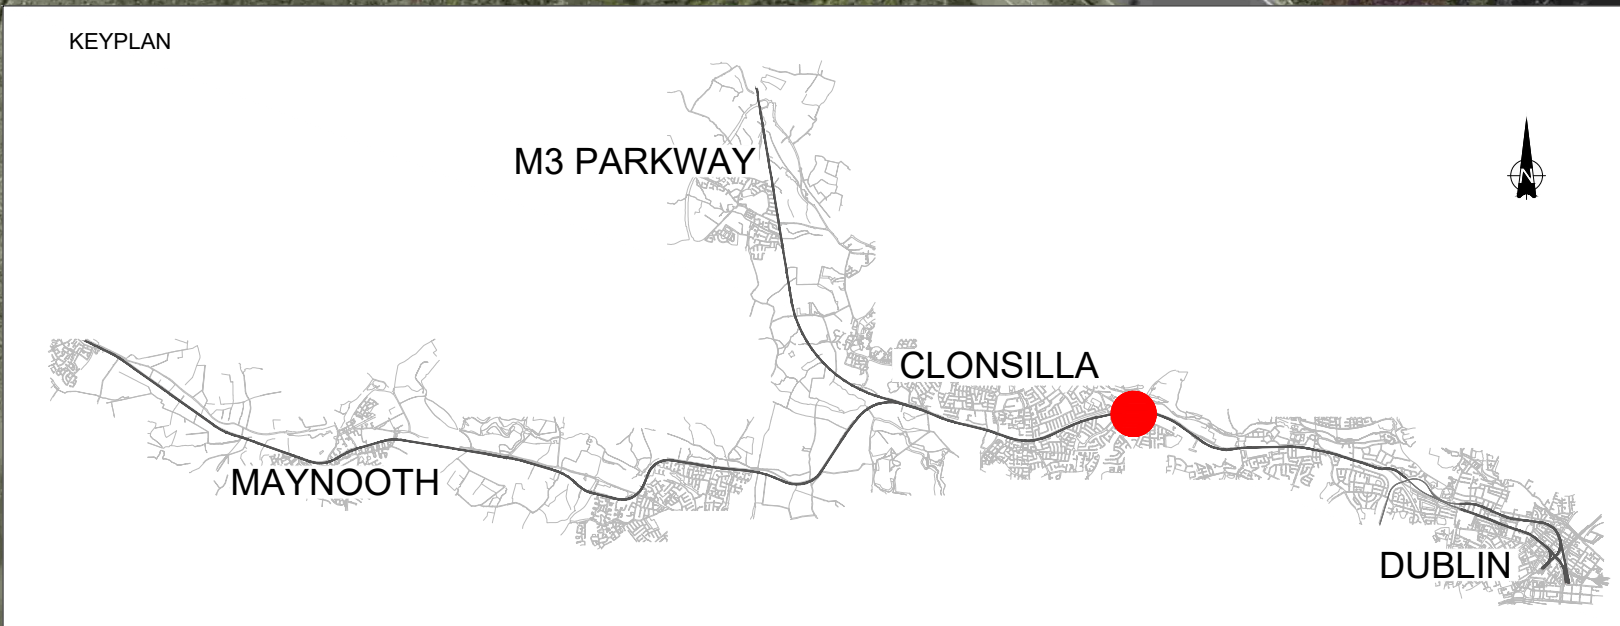 KEYPLAN
M3 PARKWAY
N
CLONSILLA
MAYNOOTH
DUBLIN